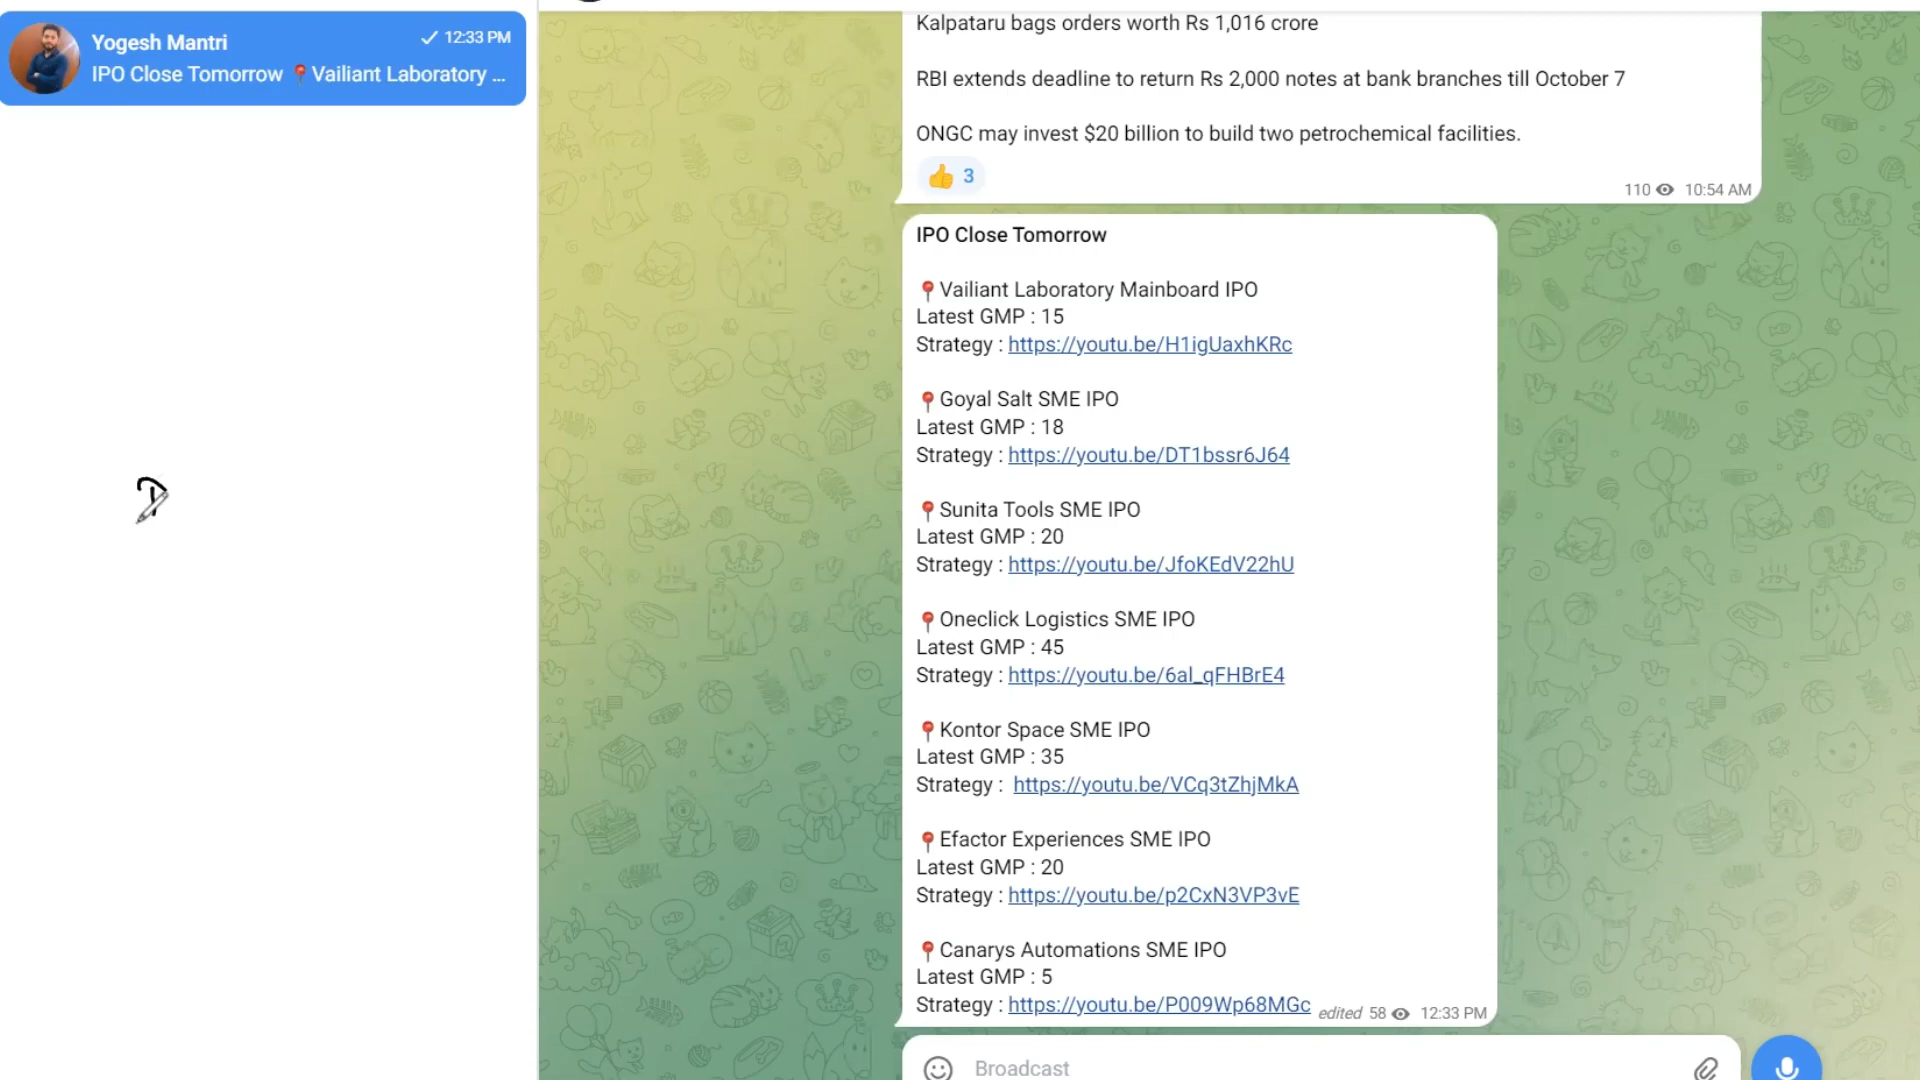 Yogesh Mantri
12:33 PM
IPO Close Tomorrow 📍Vailiant Laboratory ...
Kalpataru bags orders worth Rs 1,016 crore
RBI extends deadline to return Rs 2,000 notes at bank branches till October 7
ONGC may invest $20 billion to build two petrochemical facilities.
👍 3
110 10:54 AM
IPO Close Tomorrow
📍Vailiant Laboratory Mainboard IPO
Latest GMP : 15
Strategy : https://youtu.be/H1igUaxhKRc
📍Goyal Salt SME IPO
Latest GMP : 18
Strategy : https://youtu.be/DT1bssr6J64
📍Sunita Tools SME IPO
Latest GMP : 20
Strategy : https://youtu.be/JfoKEdV22hU
📍Oneclick Logistics SME IPO
Latest GMP : 45
Strategy : https://youtu.be/6al_qFHBrE4
📍Kontor Space SME IPO
Latest GMP : 35
Strategy : https://youtu.be/VCq3tZhjMkA
📍Efactor Experiences SME IPO
Latest GMP : 20
Strategy : https://youtu.be/p2CxN3VP3vE
📍Canarys Automations SME IPO
Latest GMP : 5
Strategy : https://youtu.be/P009Wp68MGc
edited 58 12:33 PM
Broadcast